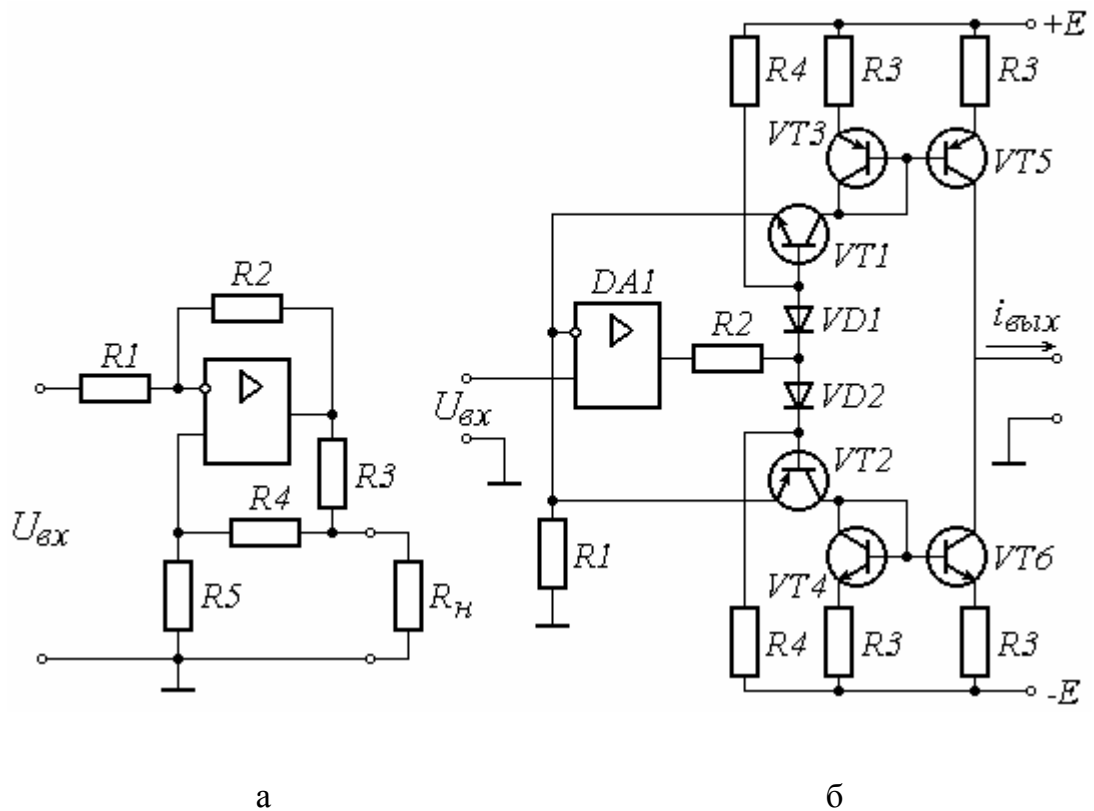 +E
R4 R3 R3
VT3
VT5
VT1
R2
DA1
R2
VD1
iвых
R1
Uвх
VD2
VT2
R3
R4
Uвх
R5
Rн
R1
VT4
VT6
R4 R3 R3
-E
а б